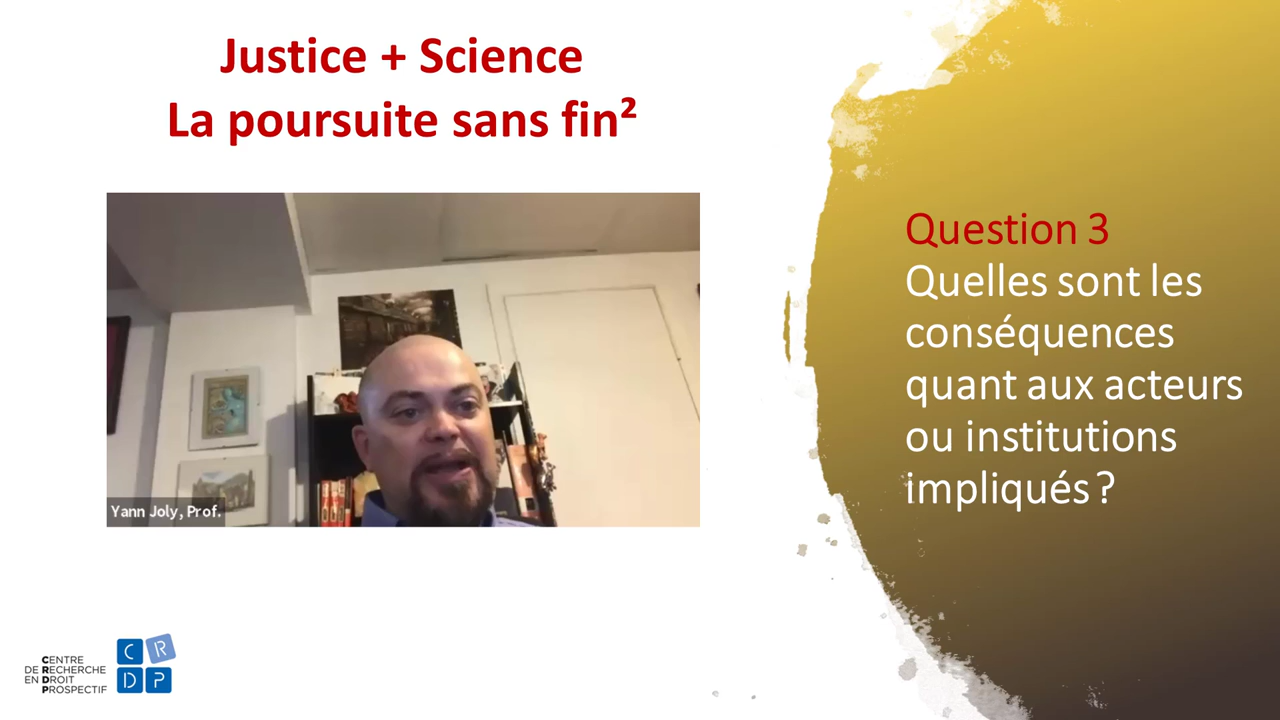 Justice + Science
La poursuite sans fin²
Yann Joly, Prof.
Question 3
Quelles sont les
conséquences
quant aux acteurs
ou institutions
impliqués ?
CENTRE
DE RECHERCHE
EN DROIT
PROSPECTIF
C R
D P